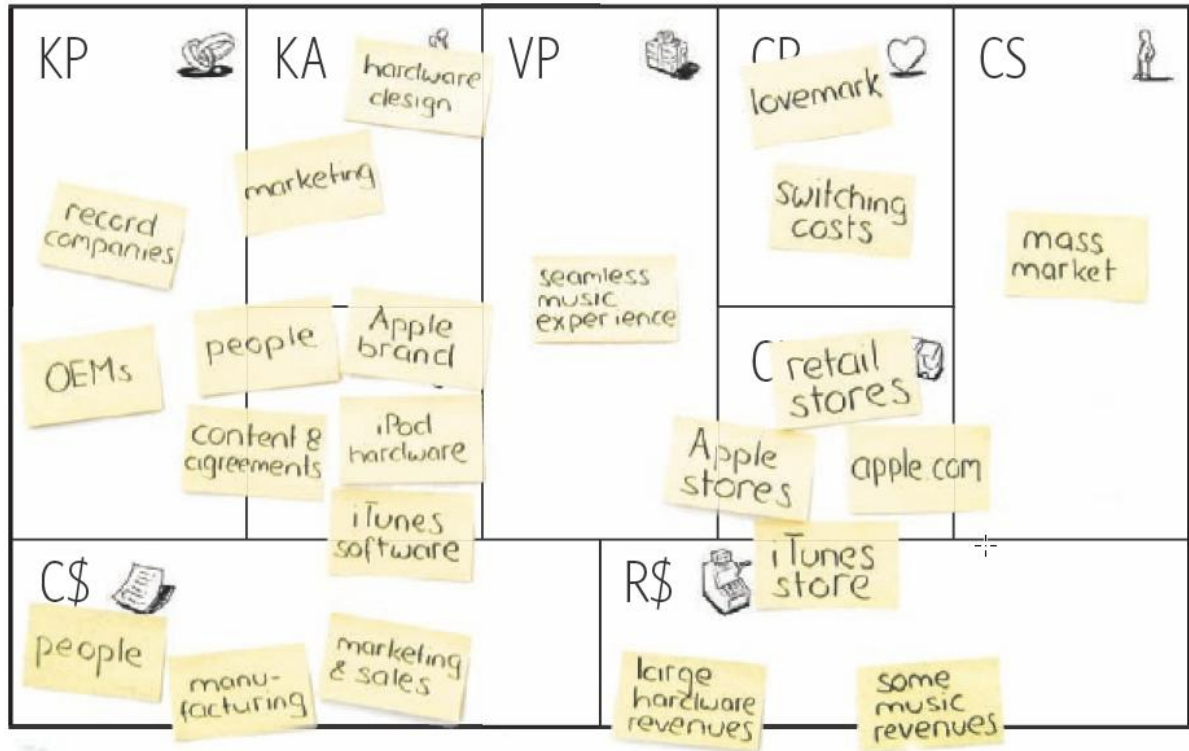 KP
record
companies
OEMs
KA
hardware
design
marketing
people
Apple
brand
content &
agreements
iPod
hardware
iTunes
software
VP
seamless
music
experience
lovemark
switching
costs
retail
stores
Apple
stores
apple.com
iTunes
store
CS
mass
market
C$
people
manu-
facturing
marketing
& sales
R$
large
hardware
revenues
some
music
revenues